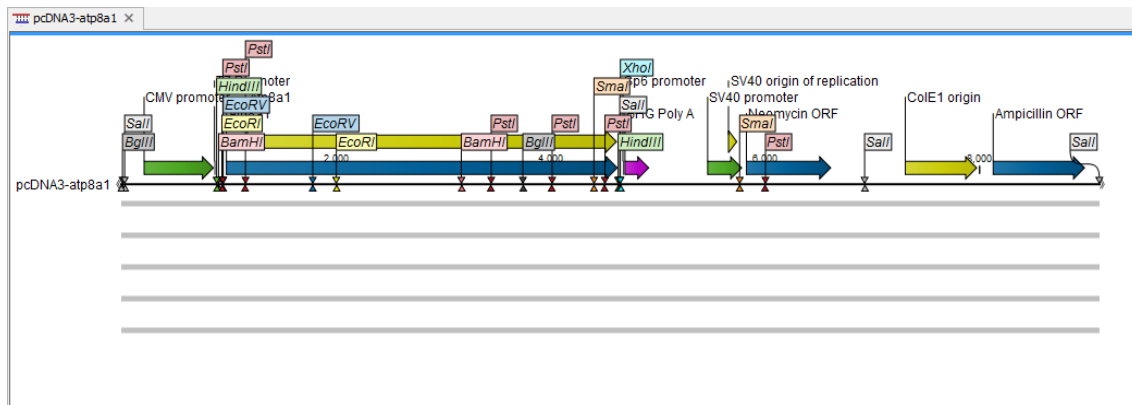 pcDNA3-atp8a1
PstI
PstI
XhoI
HindIII
SmaI
Sp6 promoter
SV40 origin of replication
SalI
CMV promoter
EcoRV
SalI
SV40 promoter
ColE1 origin
Ampicillin ORF
BglII
EcoRI
EcoRV
PstI
PstI
PstI
SmaI
Neomycin ORF
BamHI
EcoRI
BamHI
BglII
HindIII
PstI
SalI
SalI
2,000
4,000
6,000
8,000
pcDNA3-atp8a1